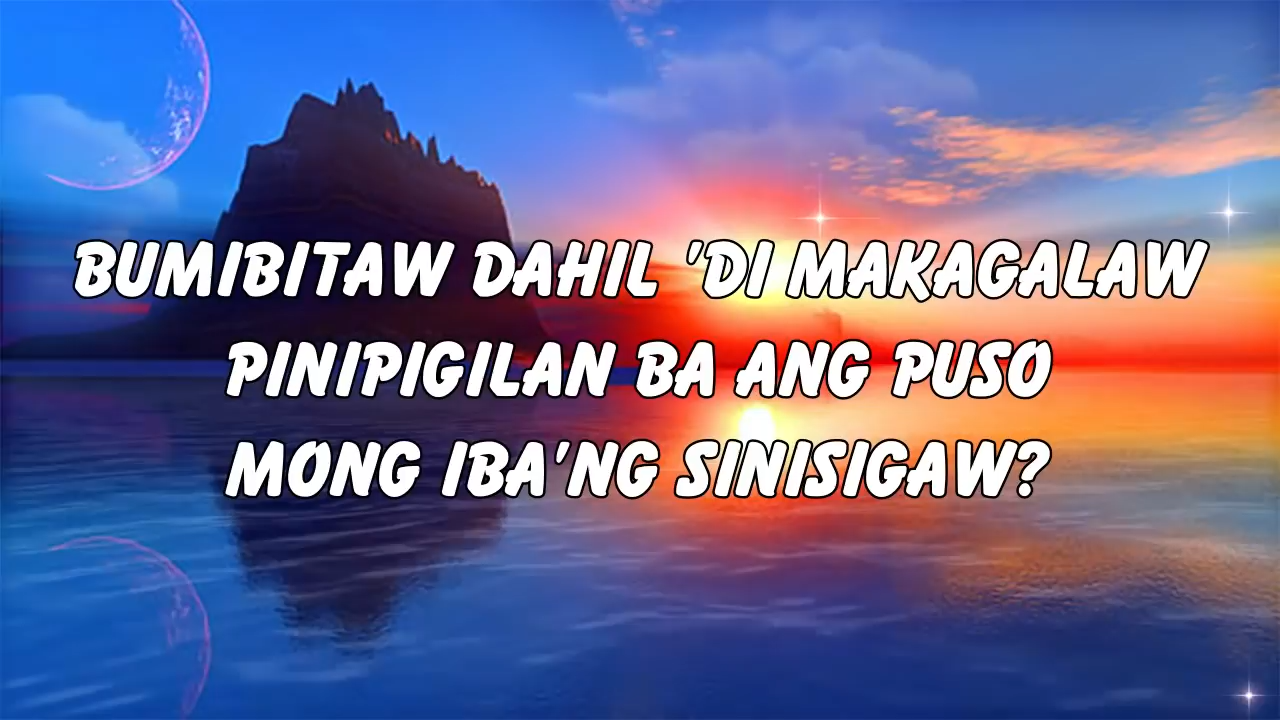 BUMIBITAW DAHIL 'DI MAKAGALAW
PINIPIGILAN BA ANG PUSO
MONG IBA'NG SINISIGAW?